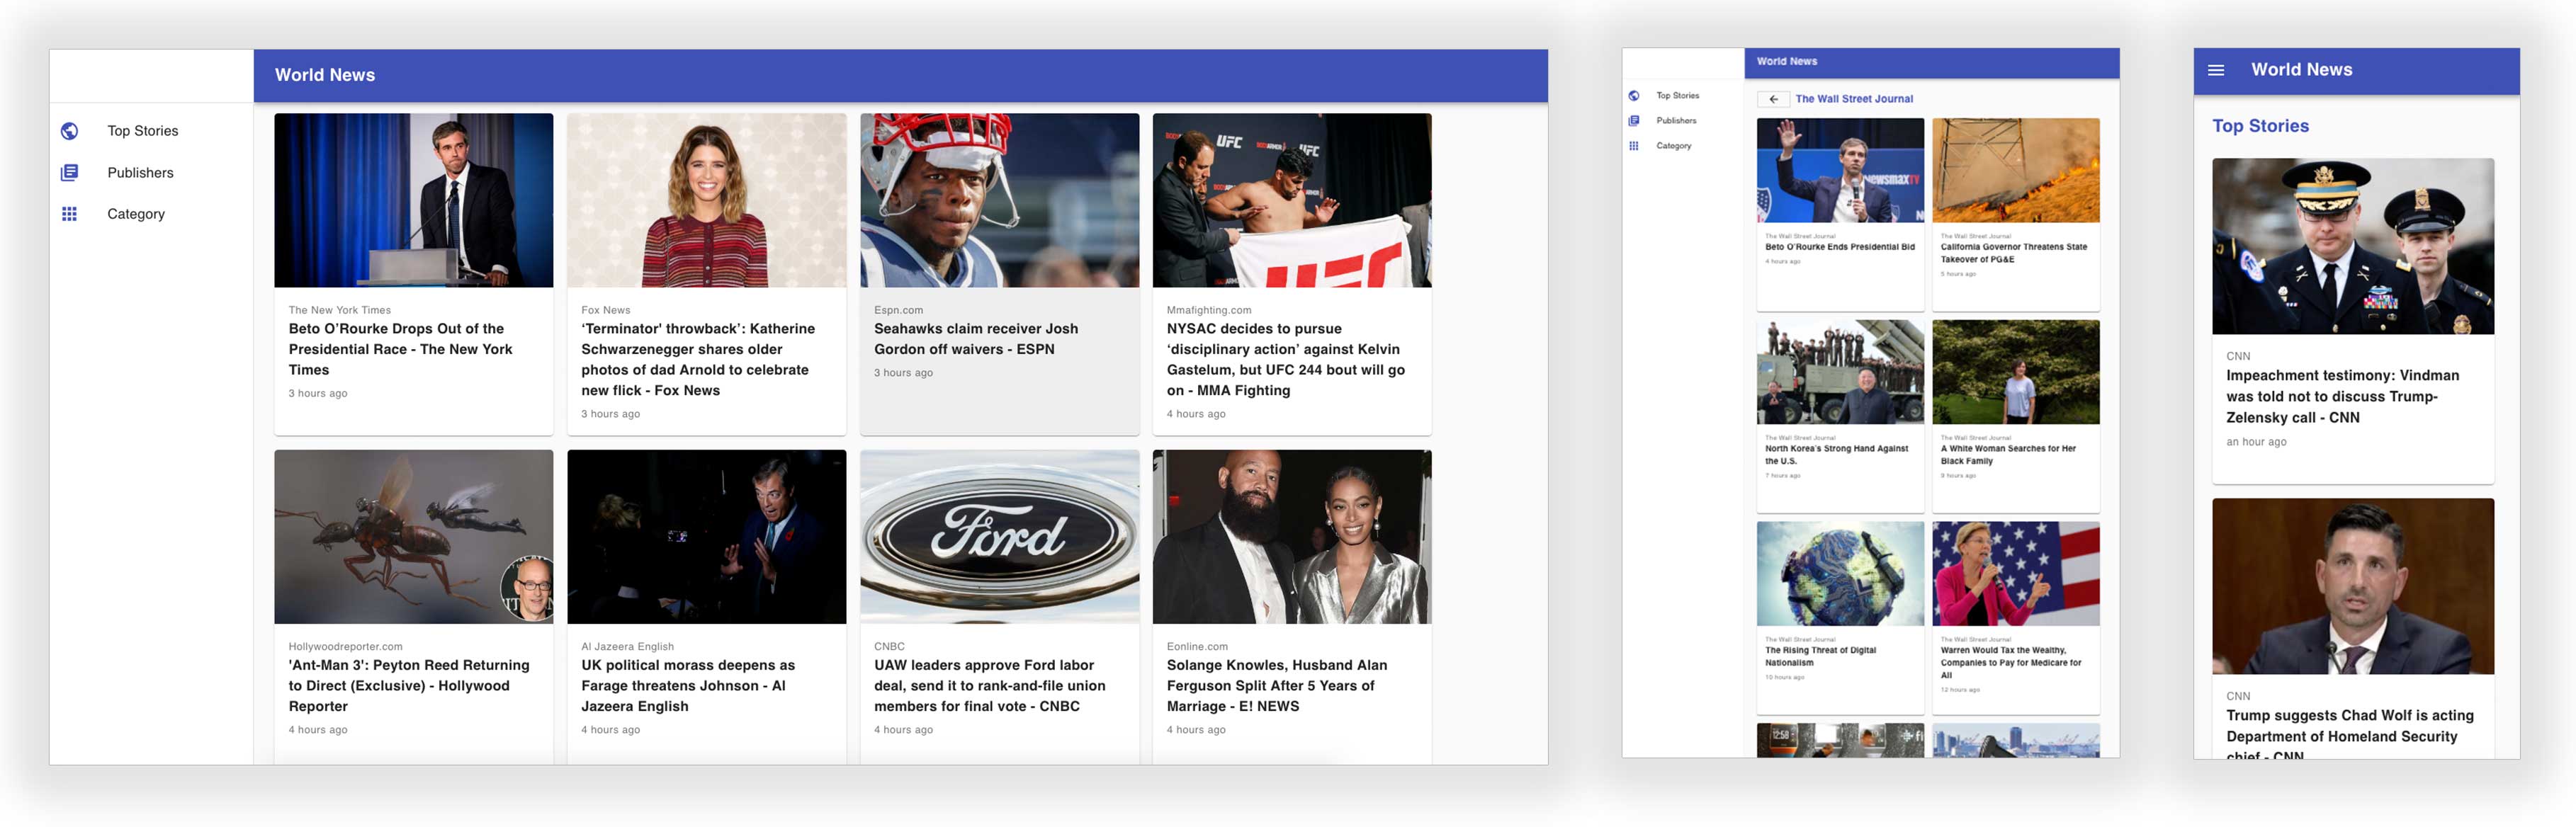 World News
Top Stories
Publishers
Category
The New York Times
Beto O'Rourke Drops Out of the
Presidential Race - The New York
Times
3 hours ago
Fox News
‘Terminator' throwback’: Katherine
Schwarzenegger shares older
photos of dad Arnold to celebrate
new flick - Fox News
3 hours ago
Espn.com
Seahawks claim receiver Josh
Gordon off waivers - ESPN
3 hours ago
UFC
UFC
UFC
Mmafighting.com
NYSAC decides to pursue
‘disciplinary action’ against Kelvin
Gastelum, but UFC 244 bout will go
on - MMA Fighting
4 hours ago
Hollywoodreporter.com
'Ant-Man 3': Peyton Reed Returning
to Direct (Exclusive) - Hollywood
Reporter
4 hours ago
Al Jazeera English
UK political morass deepens as
Farage threatens Johnson - Al
Jazeera English
4 hours ago
Ford
CNBC
UAW leaders approve Ford labor
deal, send it to rank-and-file union
members for final vote - CNBC
4 hours ago
Eonline.com
Solange Knowles, Husband Alan
Ferguson Split After 5 Years of
Marriage - E! NEWS
4 hours ago
World News
Top Stories
Publishers
Category
The Wall Street Journal
newsmaxTV
The Wall Street Journal
Beto O'Rourke Ends Presidential Bid
4 hours ago
The Wall Street Journal
California Governor Threatens State
Takeover of PG&E
5 hours ago
The Wall Street Journal
North Korea's Strong Hand Against
the U.S.
7 hours ago
The Wall Street Journal
A White Woman Searches for Her
Black Family
9 hours ago
The Wall Street Journal
The Rising Threat of Digital
Nationalism
10 hours ago
The Wall Street Journal
Warren Would Tax the Wealthy,
Companies to Pay for Medicare for
All
12 hours ago
12:58
World News
Top Stories
CNN
Impeachment testimony: Vindman
was told not to discuss Trump-
Zelensky call - CNN
an hour ago
CNN
Trump suggests Chad Wolf is acting
Department of Homeland Security
chief - CNN